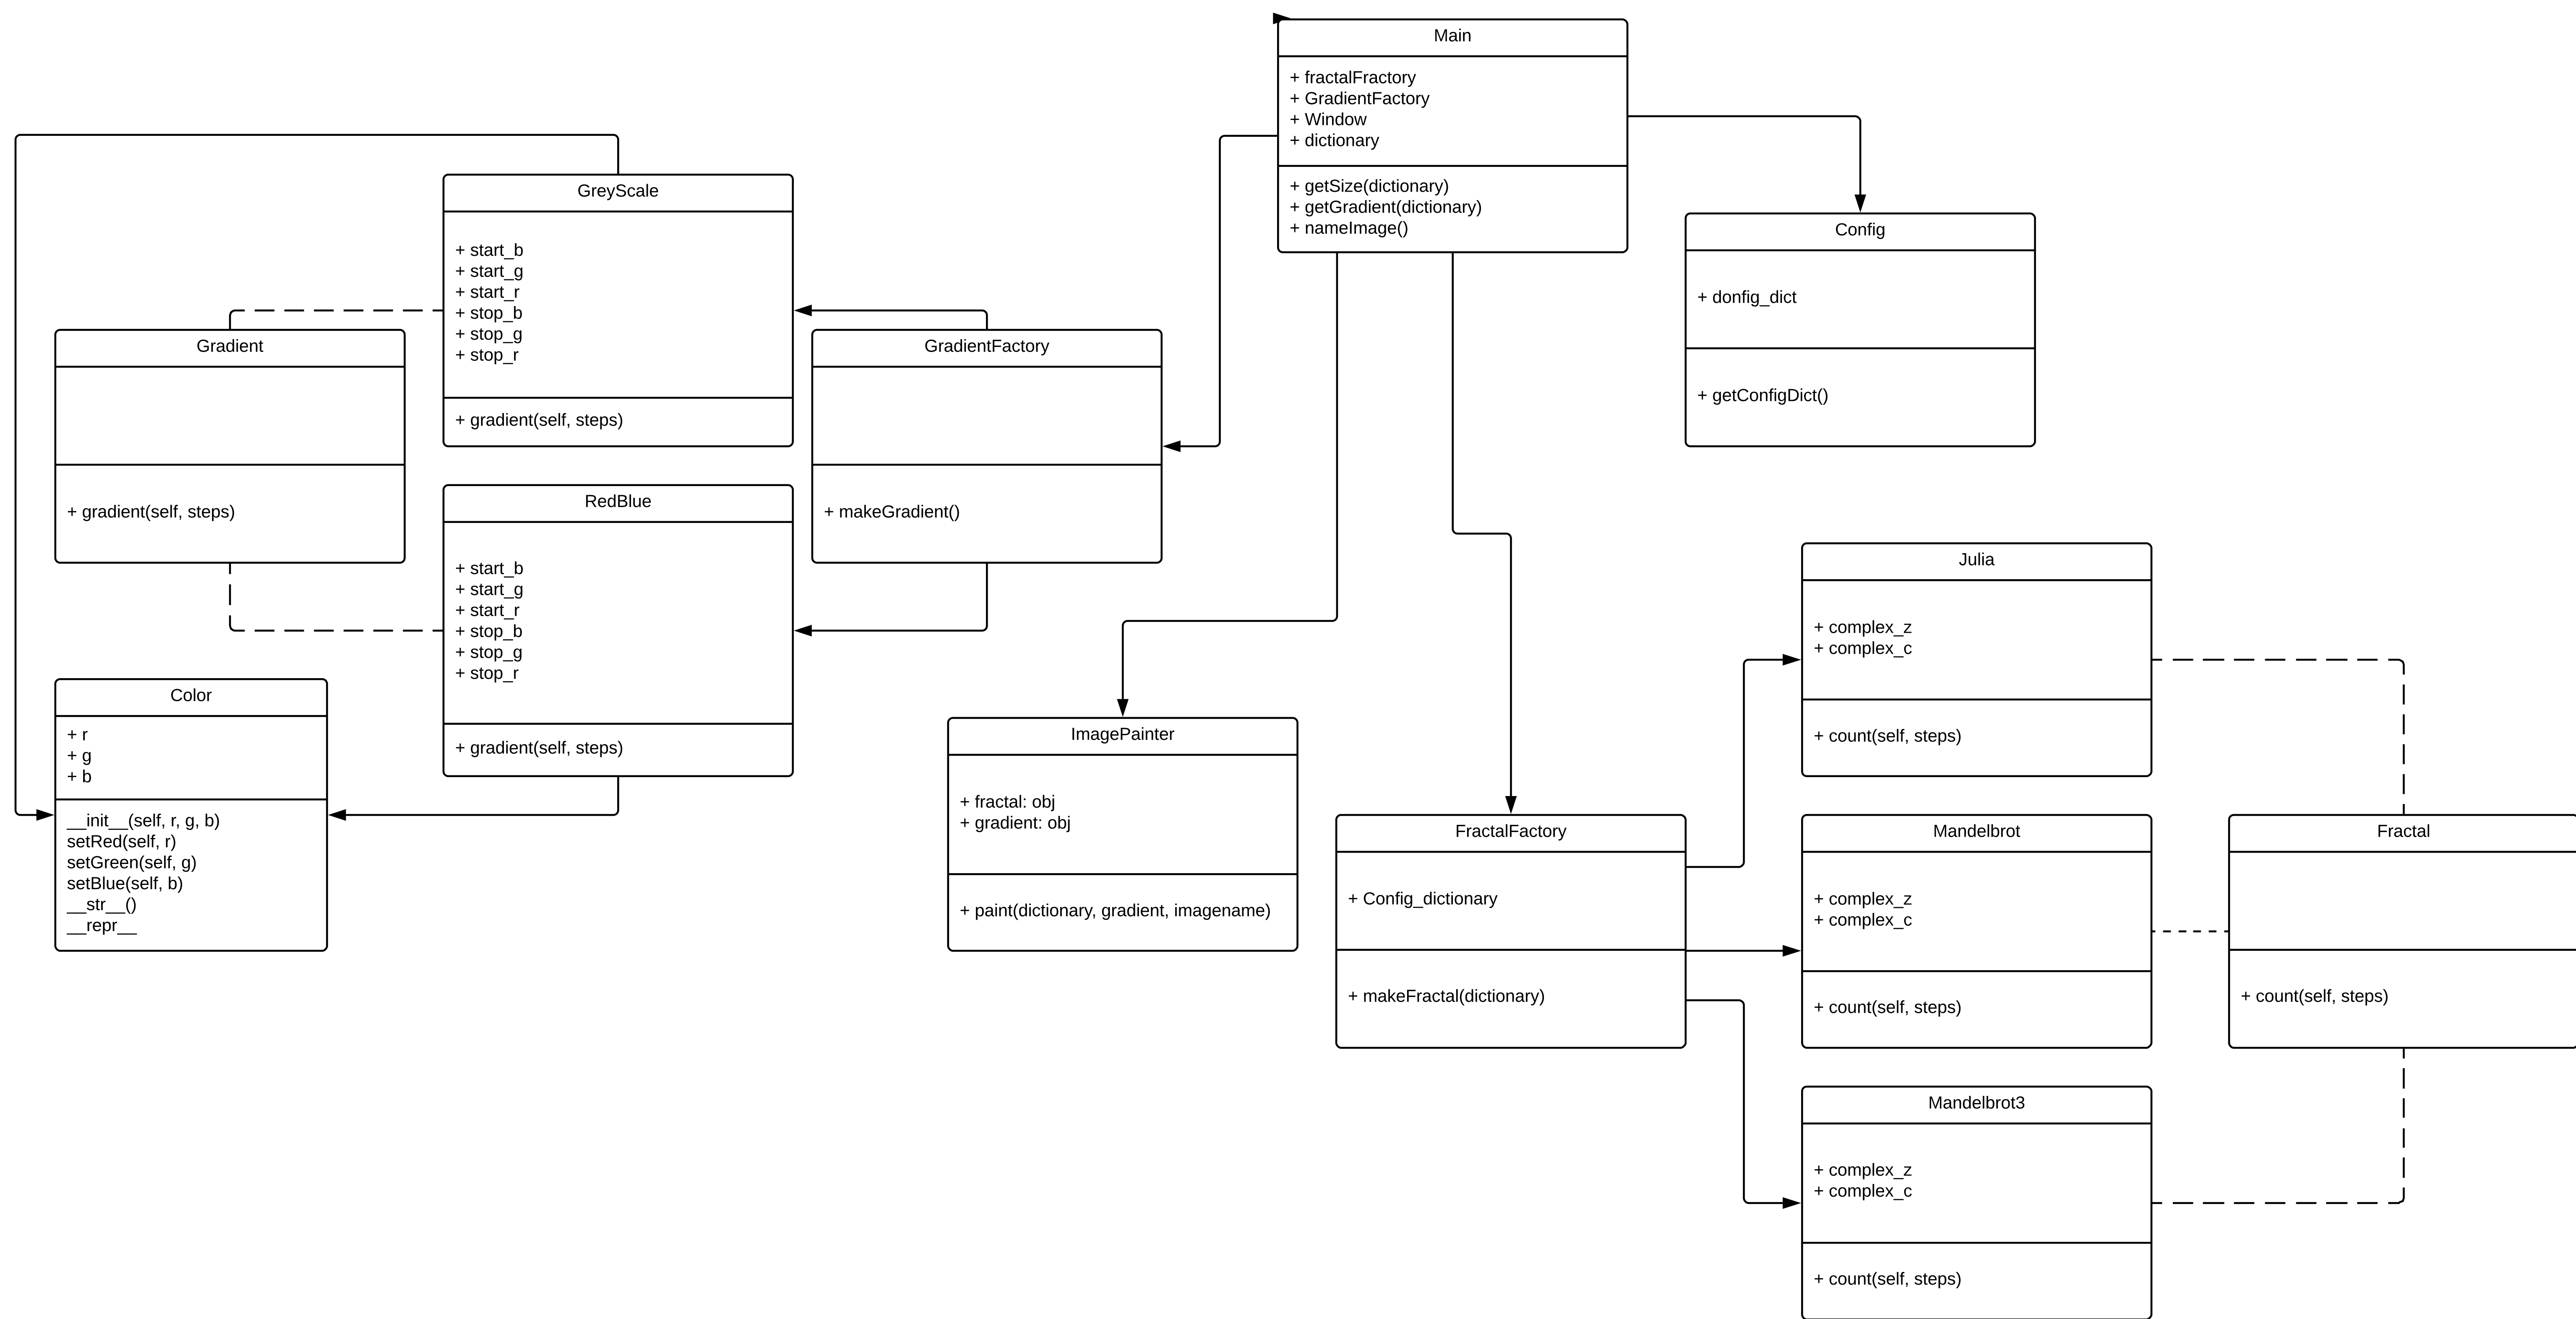 Main
+ fractalFractory
+ GradientFactory
+ Window
+ dictionary
+ getSize(dictionary)
+ getGradient(dictionary)
+ nameImage()
GreyScale
+ start_b
+ start_g
+ start_r
+ stop_b
+ stop_g
+ stop_r
+ gradient(self, steps)
Config
+ donfig_dict
+ getConfigDict()
Gradient
+ gradient(self, steps)
GradientFactory
+ makeGradient()
RedBlue
+ start_b
+ start_g
+ start_r
+ stop_b
+ stop_g
+ stop_r
+ gradient(self, steps)
Julia
+ complex_z
+ complex_c
+ count(self, steps)
Color
+ r
+ g
+ b
__init__(self, r, g, b)
setRed(self, r)
setGreen(self, g)
setBlue(self, b)
__str__()
__repr__
ImagePainter
+ fractal: obj
+ gradient: obj
+ paint(dictionary, gradient, imagename)
FractalFactory
+ Config_dictionary
+ makeFractal(dictionary)
Mandelbrot
+ complex_z
+ complex_c
+ count(self, steps)
Fractal
+ count(self, steps)
Mandelbrot3
+ complex_z
+ complex_c
+ count(self, steps)